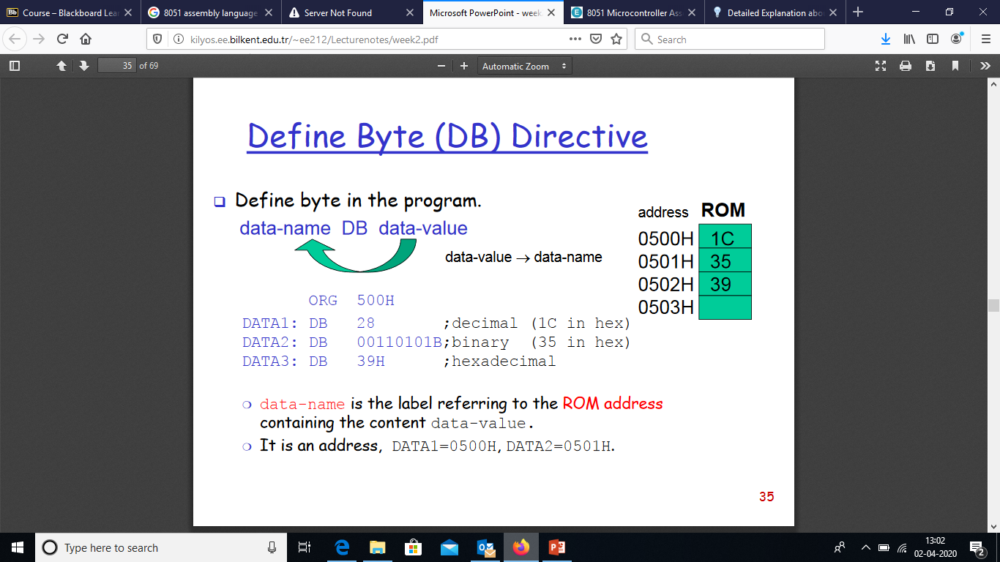 Course – Blackboard Lea
8051 assembly language
Server Not Found
Microsoft PowerPoint - week
8051 Microcontroller Ass
Detailed Explanation abo
kilyos.ee.bilkent.edu.tr/~ee212/Lecturenotes/week2.pdf
Search
35 of 69
Automatic Zoom
Define Byte (DB) Directive
Define byte in the program.
data-name DB data-value
data-value → data-name
address ROM
0500H 1C
0501H 35
0502H 39
0503H
ORG 500H
DATA1: DB 28 ;decimal (1C in hex)
DATA2: DB 00110101B;binary (35 in hex)
DATA3: DB 39H ;hexadecimal
data-name is the label referring to the ROM address
containing the content data-value.
It is an address, DATA1=0500H, DATA2=0501H.
35
Type here to search
13:02
02-04-2020
2